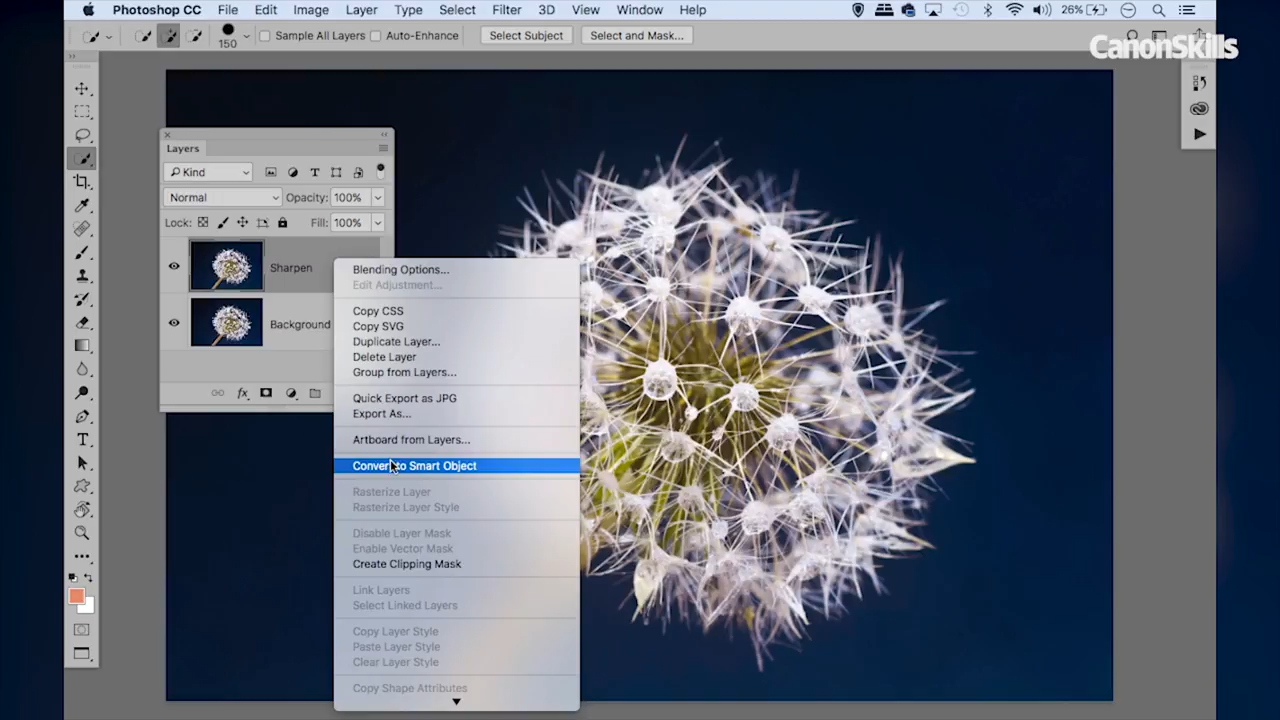 Photoshop CC File Edit Image Layer Type Select Filter 3D View Window Help 26%
150 Sample All Layers Auto-Enhance Select Subject Select and Mask...
CanonSkills
Layers
Kind
Normal Opacity: 100%
Lock: Fill: 100%
Sharpen
Background
Blending Options...
Edit Adjustment...
Copy CSS
Copy SVG
Duplicate Layer...
Delete Layer
Group from Layers...
Quick Export as JPG
Export As...
Artboard from Layers...
Convert to Smart Object
Rasterize Layer
Rasterize Layer Style
Disable Layer Mask
Enable Vector Mask
Create Clipping Mask
Link Layers
Select Linked Layers
Copy Layer Style
Paste Layer Style
Clear Layer Style
Copy Shape Attributes